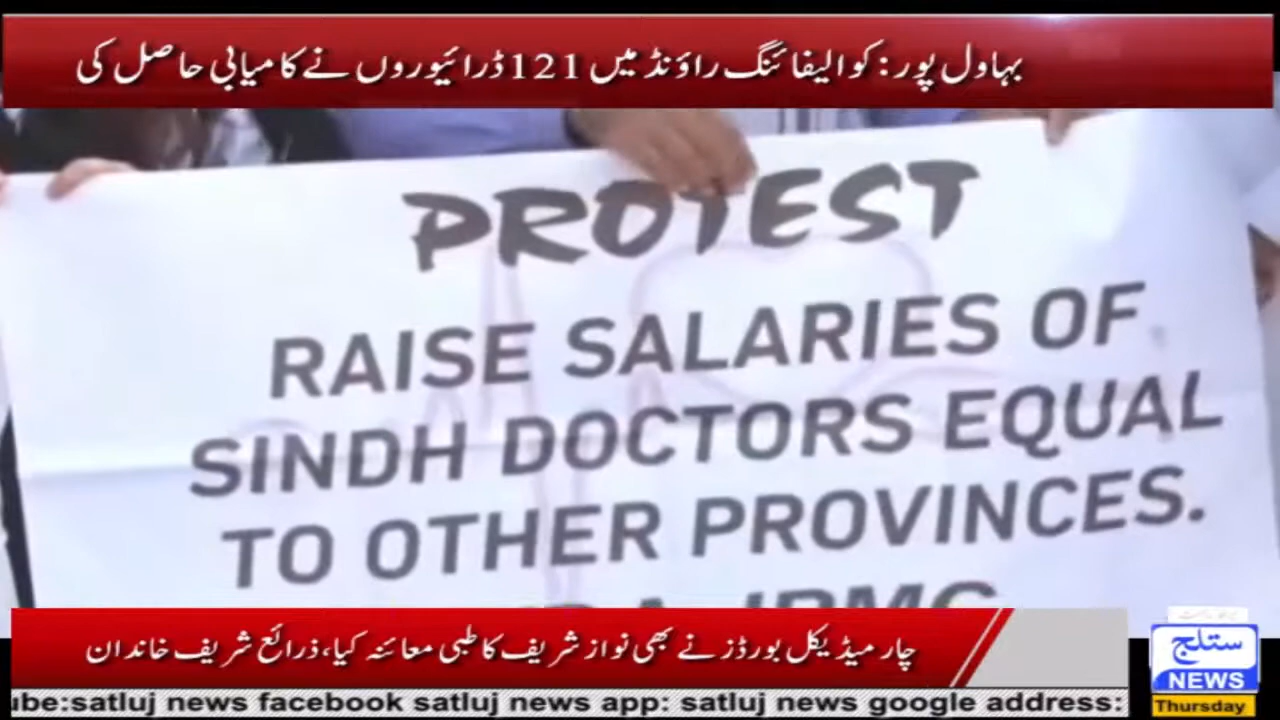 بہاول پور: کوالیفائنگ راؤنڈ میں 121 ڈرائیوروں نے کامیابی حاصل کی
PROTEST
RAISE SALARIES OF
SINDH DOCTORS EQUAL
TO OTHER PROVINCES.
JPMC
چار میڈیکل بورڈز نے بھی نواز شریف کا طبی معائنہ کیا، ذرائع شریف خاندان
ستلج
NEWS
ube:satluj news facebook satluj news app: satluj news google address:
Thursday